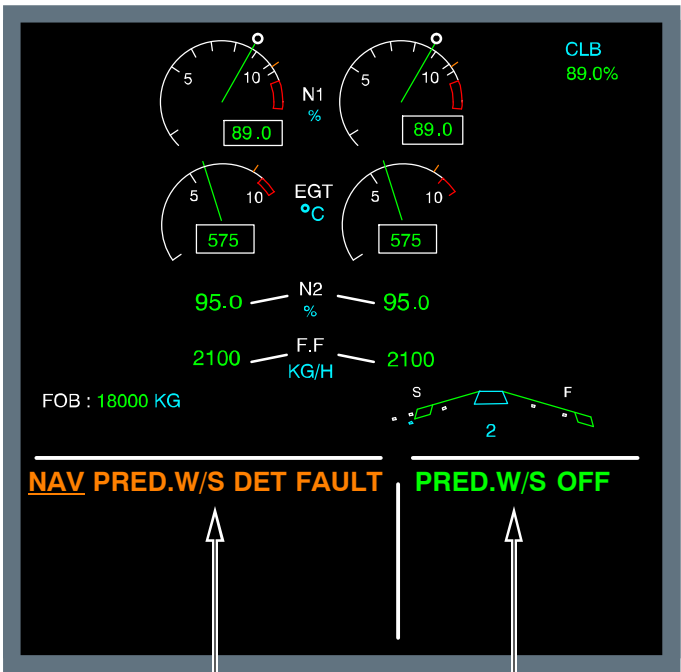 CLB
89.0%
5 10 N1 5 10
%
89.0 89.0
5 10 EGT 5 10
°C
575 575
95.0 N2 95.0
%
2100 F.F 2100
KG/H
FOB : 18000 KG
S F
2
NAV PRED.W/S DET FAULT PRED.W/S OFF